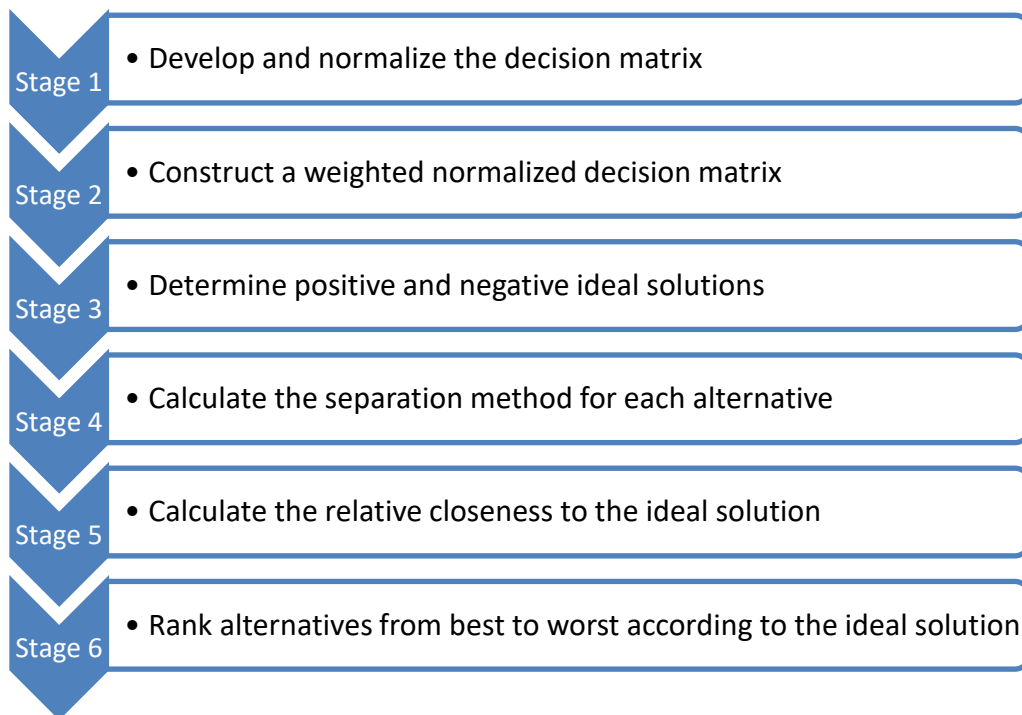 Stage 1
• Develop and normalize the decision matrix
Stage 2
• Construct a weighted normalized decision matrix
Stage 3
• Determine positive and negative ideal solutions
Stage 4
• Calculate the separation method for each alternative
Stage 5
• Calculate the relative closeness to the ideal solution
Stage 6
• Rank alternatives from best to worst according to the ideal solution